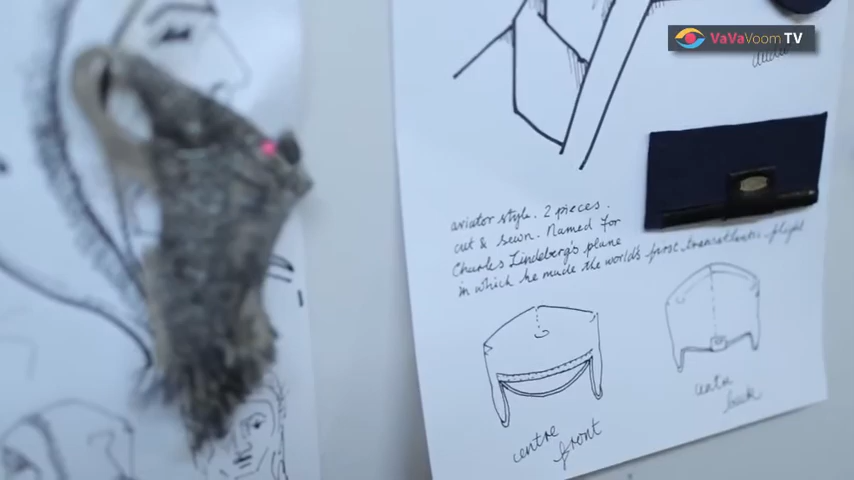 VaVaVoom TV
aviator style. 2 pieces.
cut & sewn. Named for
Charles Lindeberg's plane
in which he made the world's first transatlantic flight
centre
front
centre
back